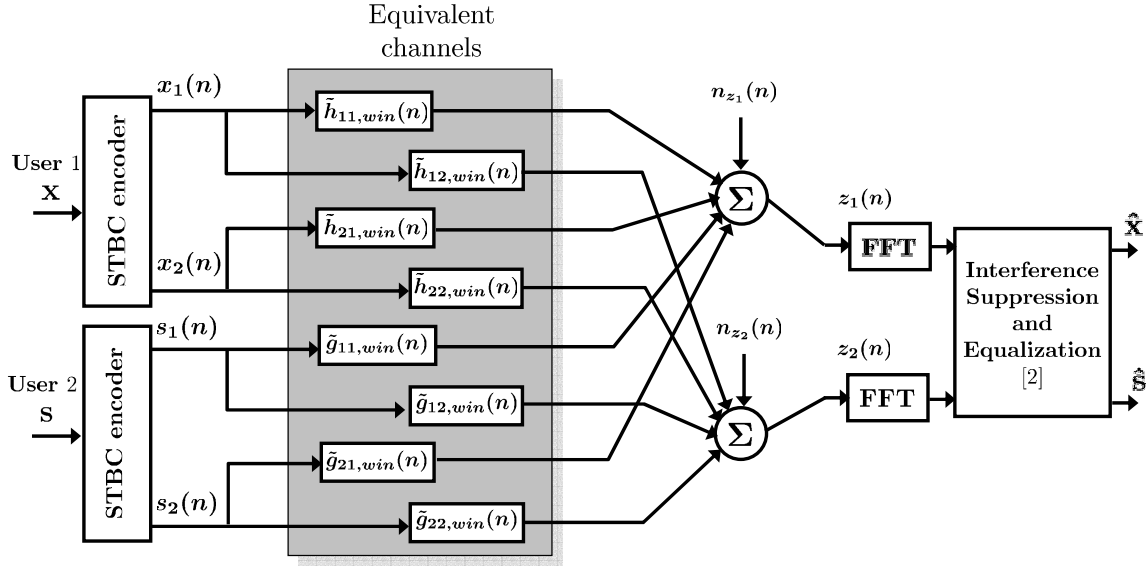 Equivalent
channels
x₁(n)
h̃₁₁,win(n)
n_z₁(n)
h̃₁₂,win(n)
User 1
X
STBC encoder
Σ
z₁(n)
h̃₂₁,win(n)
FFT
x̂
x₂(n)
h̃₂₂,win(n)
Interference
Suppression
and
Equalization
[2]
s₁(n)
g̃₁₁,win(n)
n_z₂(n)
z₂(n)
User 2
S
STBC encoder
g̃₁₂,win(n)
FFT
ŝ
Σ
g̃₂₁,win(n)
s₂(n)
g̃₂₂,win(n)